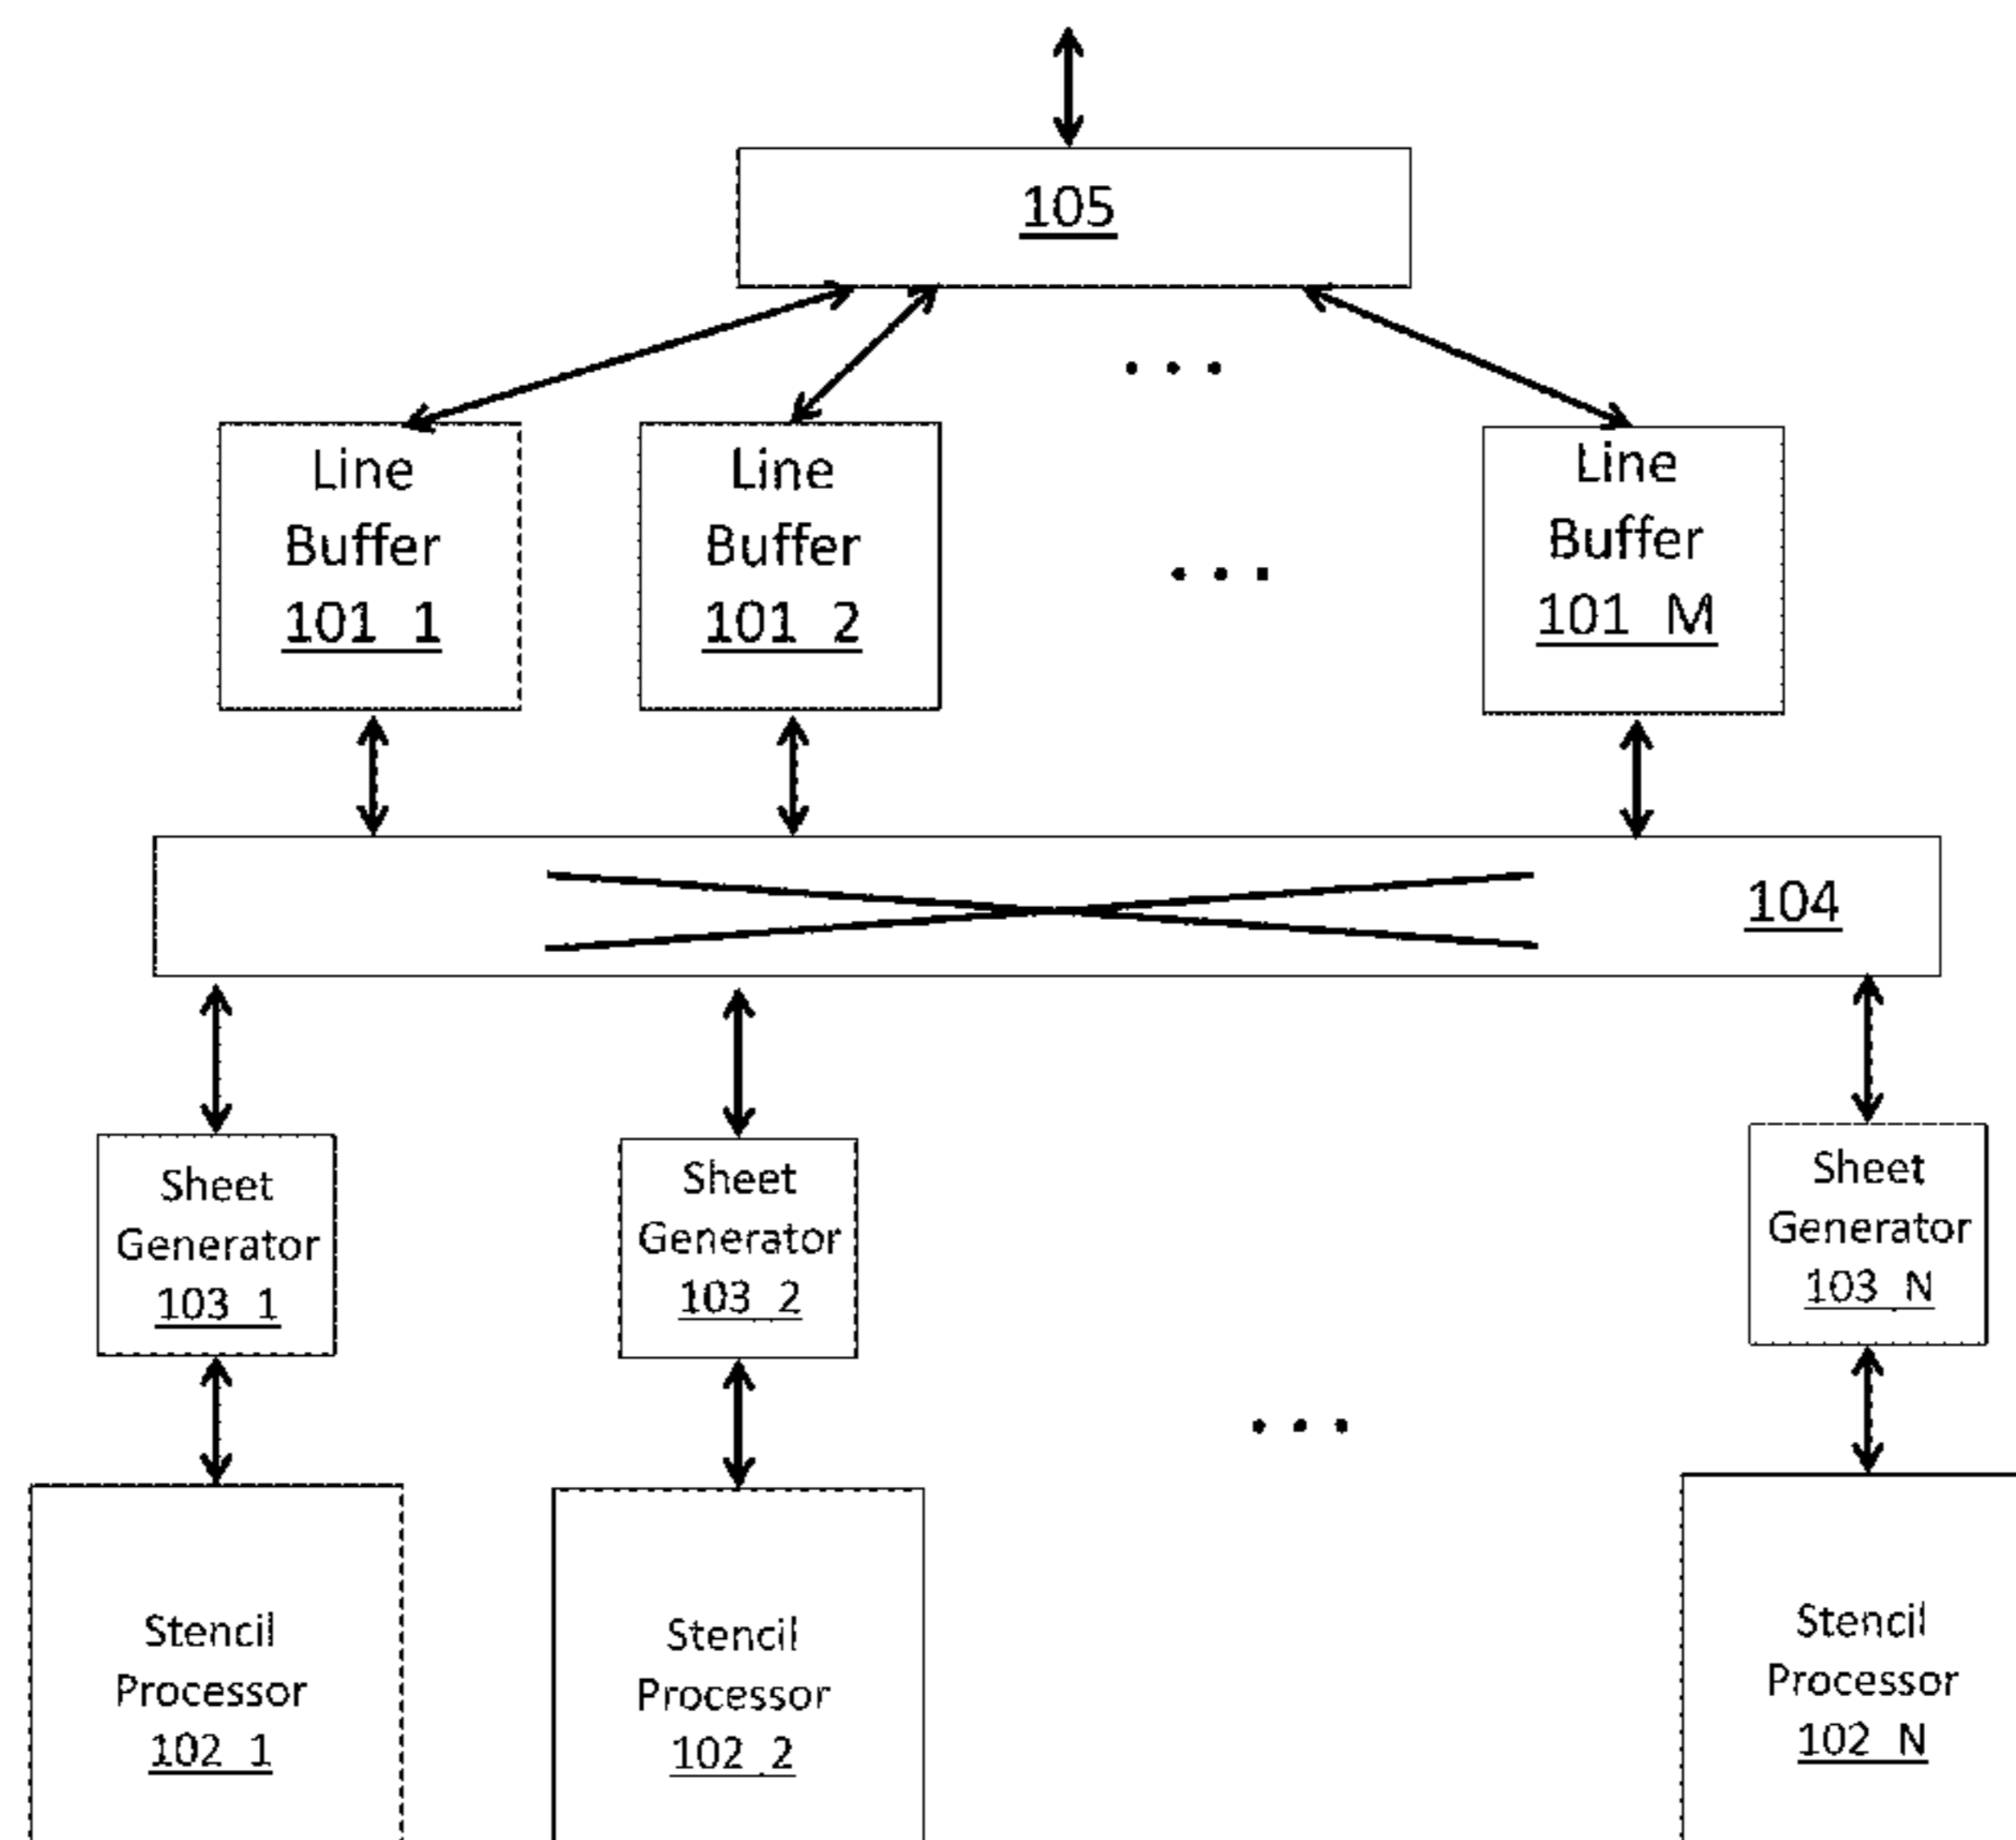 105
Line
Buffer
101_1
Line
Buffer
101_2
Line
Buffer
101_M
104
Sheet
Generator
103_1
Sheet
Generator
103_2
Sheet
Generator
103_N
Stencil
Processor
102_1
Stencil
Processor
102_2
Stencil
Processor
102_N